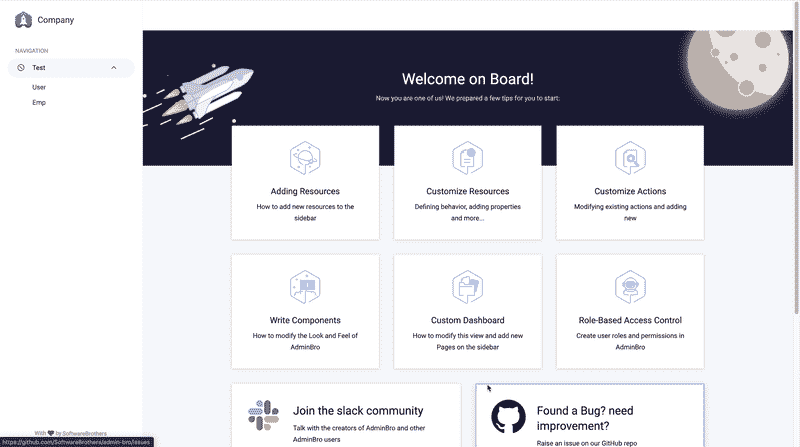 Company
NAVIGATION
Test
User
Emp
Welcome on Board!
Now you are one of us! We prepared a few tips for you to start:
Adding Resources
How to add new resources to the
sidebar
Customize Resources
Defining behavior, adding properties
and more...
Customize Actions
Modifying existing actions and adding
new
Write Components
How to modify the Look and Feel of
AdminBro
Custom Dashboard
How to modify this view and add new
Pages on the sidebar
Role-Based Access Control
Create user roles and permissions in
AdminBro
Join the slack community
Talk with the creators of AdminBro and other
AdminBro users
Found a Bug? need
improvement?
Raise an issue on our GitHub repo
With SoftwareBrothers
https://github.com/SoftwareBrothers/admin-bro/issues